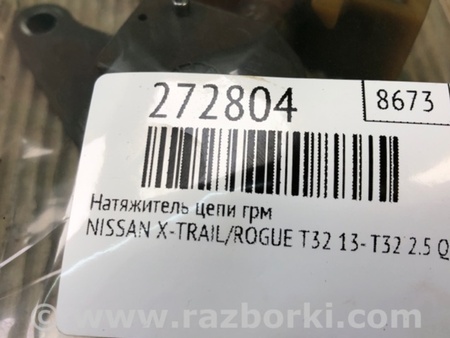 272804
8673
Натяжитель цепи грм
NISSAN X-TRAIL/ROGUE T32 13- T32 2.5 Q
www.razborki.com